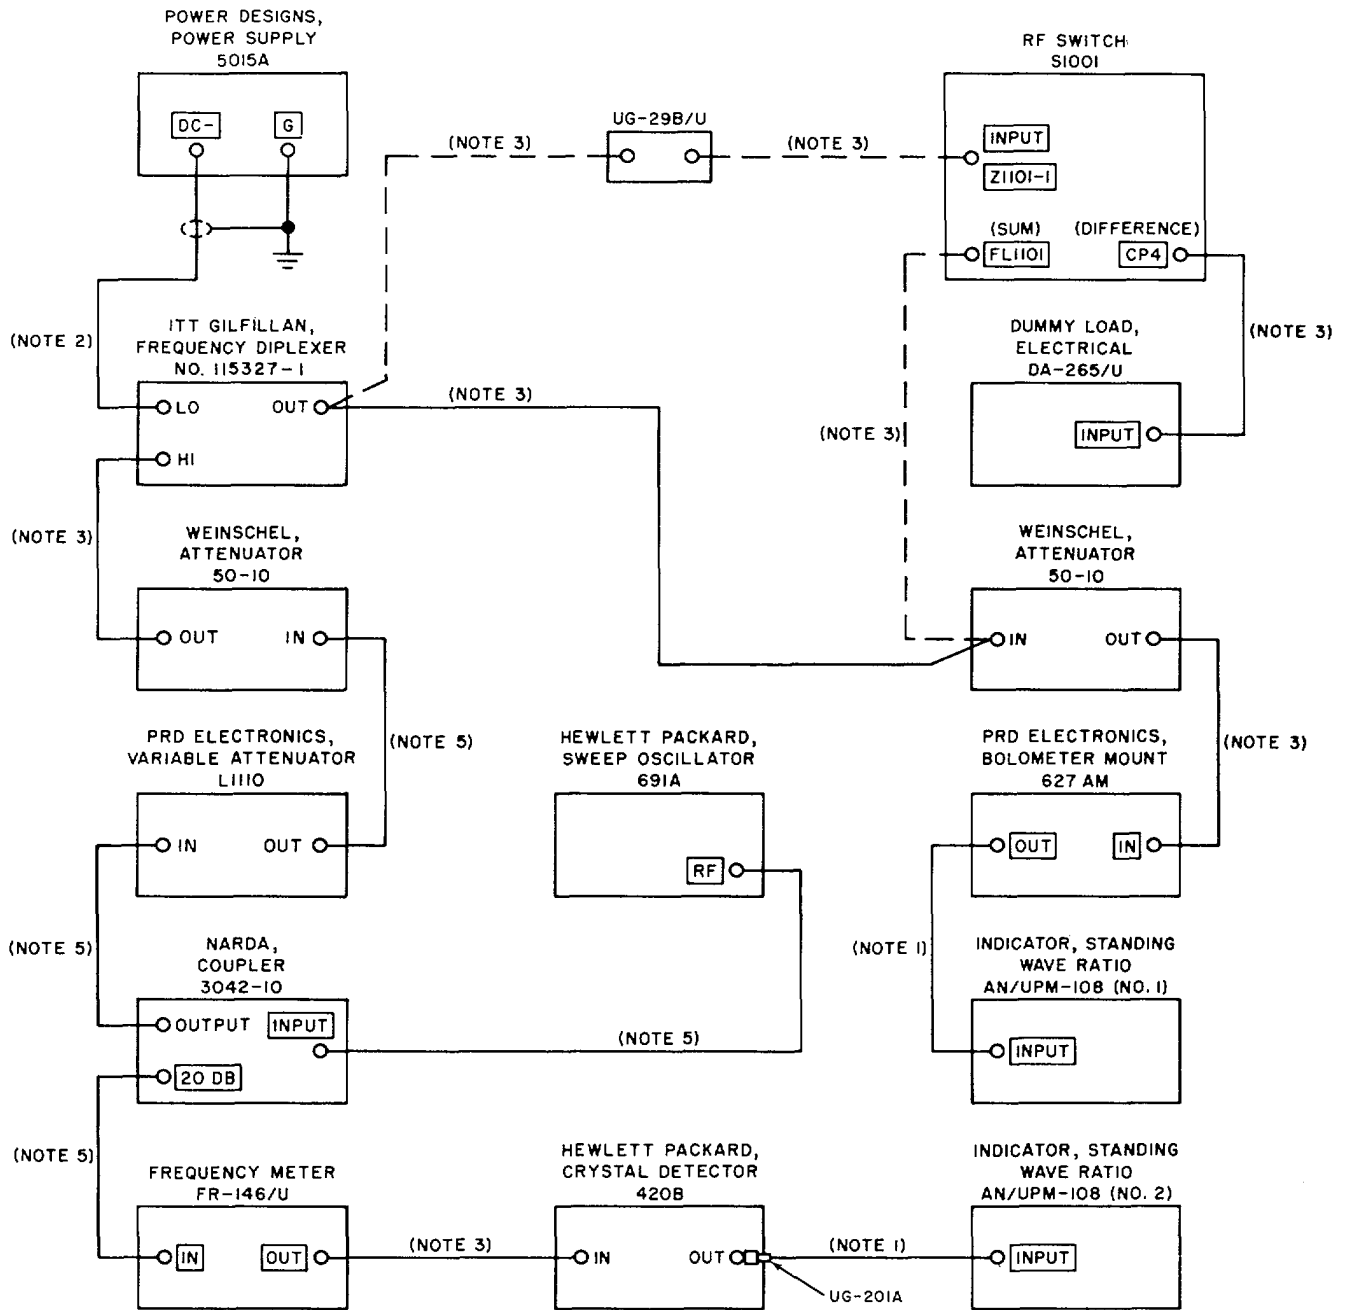 POWER DESIGNS,
POWER SUPPLY
5015A
DC-
G
UG-29B/U
(NOTE 3)
(NOTE 3)
RF SWITCH
S1001
INPUT
Z1101-1
(SUM)
FL1101
(DIFFERENCE)
CP4
(NOTE 2)
ITT GILFILLAN,
FREQUENCY DIPLEXER
NO. 115327-1
LO
OUT
HI
(NOTE 3)
DUMMY LOAD,
ELECTRICAL
DA-265/U
INPUT
(NOTE 3)
(NOTE 3)
(NOTE 3)
WEINSCHEL,
ATTENUATOR
50-10
OUT
IN
WEINSCHEL,
ATTENUATOR
50-10
IN
OUT
(NOTE 5)
(NOTE 3)
PRD ELECTRONICS,
VARIABLE ATTENUATOR
L1110
IN
OUT
HEWLETT PACKARD,
SWEEP OSCILLATOR
691A
RF
PRD ELECTRONICS,
BOLOMETER MOUNT
627 AM
OUT
IN
(NOTE 5)
NARDA,
COUPLER
3042-10
OUTPUT
INPUT
20 DB
(NOTE 5)
(NOTE 1)
INDICATOR, STANDING
WAVE RATIO
AN/UPM-108 (NO. 1)
INPUT
(NOTE 5)
FREQUENCY METER
FR-146/U
IN
OUT
(NOTE 3)
HEWLETT PACKARD,
CRYSTAL DETECTOR
420B
IN
OUT
(NOTE 1)
UG-201A
INDICATOR, STANDING
WAVE RATIO
AN/UPM-108 (NO. 2)
INPUT